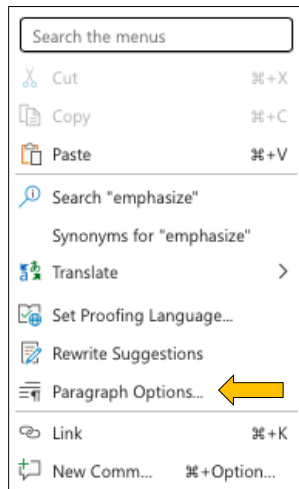 Search the menus
Cut ⌘+X
Copy ⌘+C
Paste ⌘+V
Search "emphasize"
Synonyms for "emphasize"
Translate
Set Proofing Language...
Rewrite Suggestions
Paragraph Options...
Link ⌘+K
New Comm... ⌘+Option...